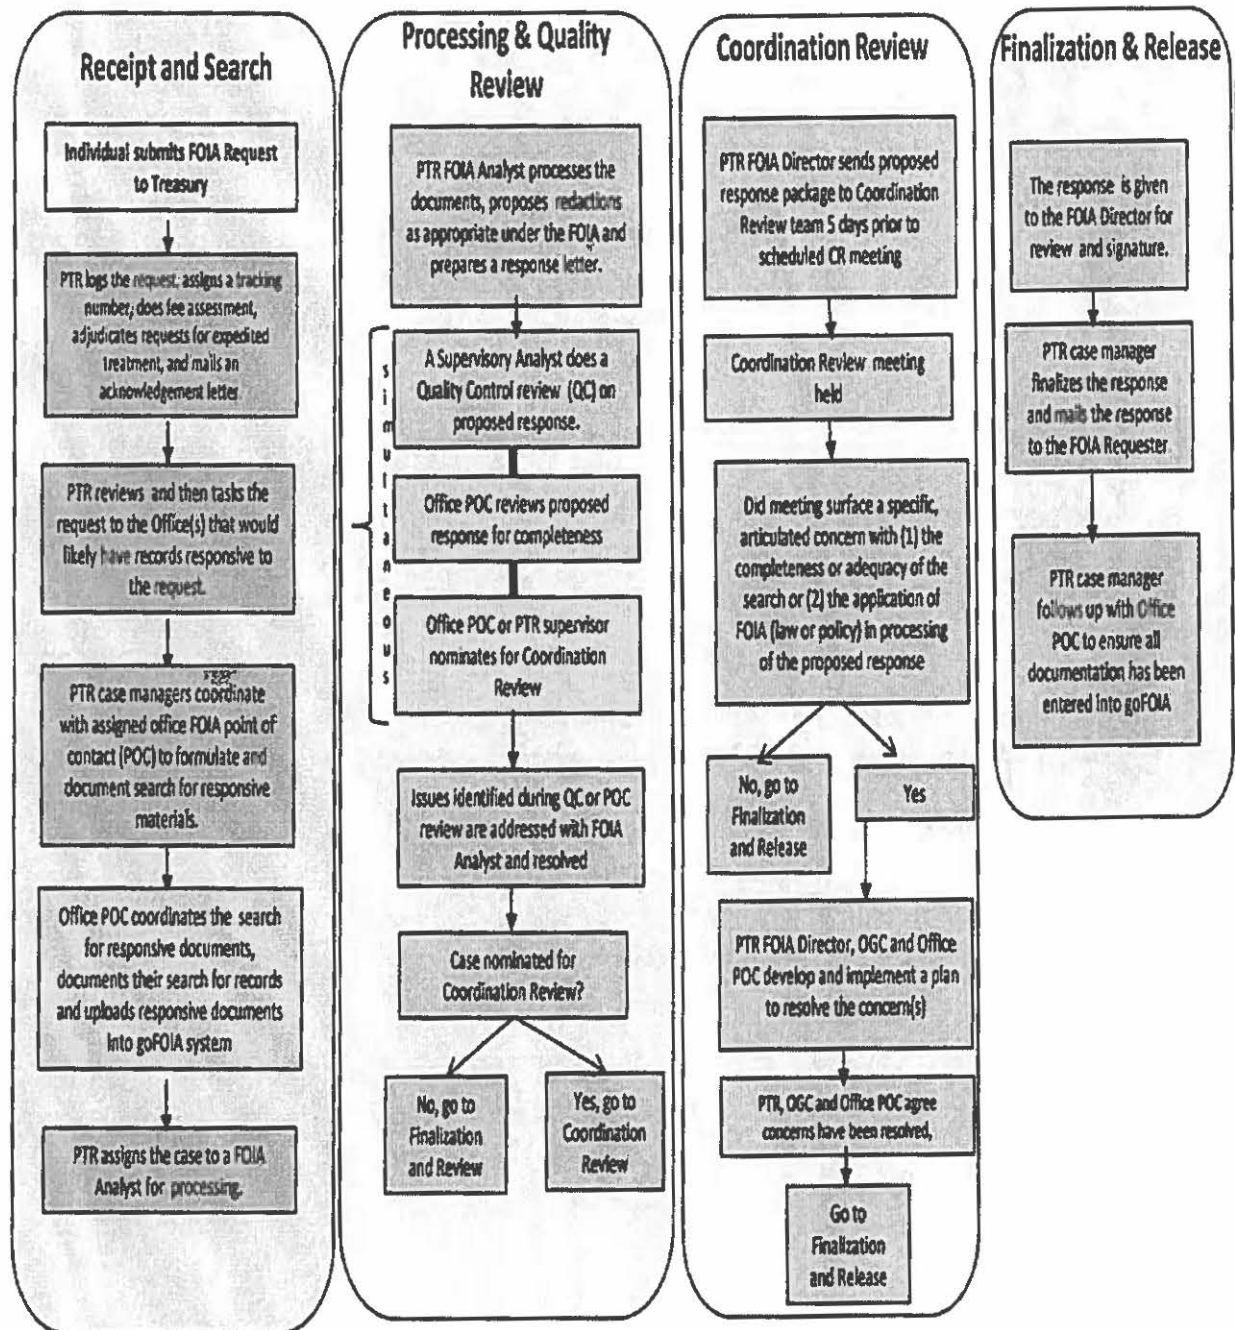 Receipt and Search
Individual submits FOIA Request
to Treasury
PTR logs the request, assigns a tracking
number, does fee assessment,
adjudicates requests for expedited
treatment, and mails an
acknowledgement letter.
PTR reviews and then tasks the
request to the Office(s) that would
likely have records responsive to
the request.
PTR case managers coordinate
with assigned office FOIA point of
contact (POC) to formulate and
document search for responsive
materials.
Office POC coordinates the search
for responsive documents,
documents their search for records
and uploads responsive documents
into goFOIA system
PTR assigns the case to a FOIA
Analyst for processing.
Processing & Quality
Review
PTR FOIA Analyst processes the
documents, proposes redactions
as appropriate under the FOIA and
prepares a response letter.
simultaneous
A Supervisory Analyst does a
Quality Control review (QC) on
proposed response.
Office POC reviews proposed
response for completeness
Office POC or PTR supervisor
nominates for Coordination
Review
Issues identified during QC or POC
review are addressed with FOIA
Analyst and resolved
Case nominated for
Coordination Review?
No, go to
Finalization
and Review
Yes, go to
Coordination
Review
Coordination Review
PTR FOIA Director sends proposed
response package to Coordination
Review team 5 days prior to
scheduled CR meeting
Coordination Review meeting
held
Did meeting surface a specific,
articulated concern with (1) the
completeness or adequacy of the
search or (2) the application of
FOIA (law or policy) in processing
of the proposed response
No, go to
Finalization
and Release
Yes
PTR FOIA Director, OGC and Office
POC develop and implement a plan
to resolve the concern(s)
PTR, OGC and Office POC agree
concerns have been resolved,
Go to
Finalization
and Release
Finalization & Release
The response is given
to the FOIA Director for
review and signature.
PTR case manager
finalizes the response
and mails the response
to the FOIA Requester.
PTR case manager
follows up with Office
POC to ensure all
documentation has been
entered into goFOIA